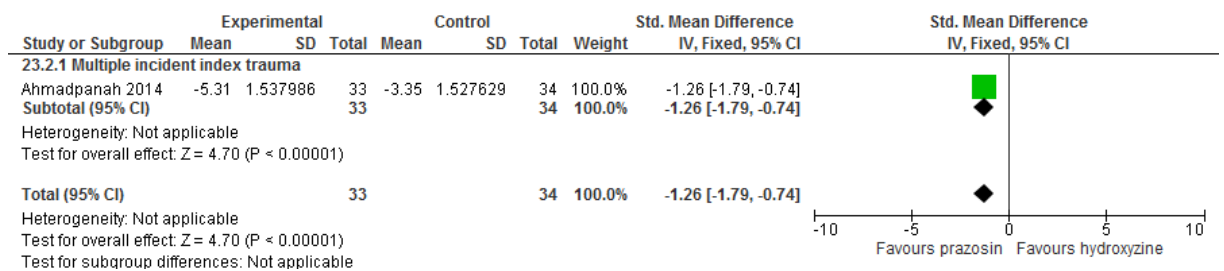 Experimental Control Std. Mean Difference Std. Mean Difference
Study or Subgroup Mean SD Total Mean SD Total Weight IV, Fixed, 95% CI IV, Fixed, 95% CI
23.2.1 Multiple incident index trauma
Ahmadpanah 2014 -5.31 1.537986 33 -3.35 1.527629 34 100.0% -1.26 [-1.79, -0.74]
Subtotal (95% CI) 33 34 100.0% -1.26 [-1.79, -0.74]
Heterogeneity: Not applicable
Test for overall effect: Z = 4.70 (P < 0.00001)
Total (95% CI) 33 34 100.0% -1.26 [-1.79, -0.74]
Heterogeneity: Not applicable
Test for overall effect: Z = 4.70 (P < 0.00001)
Test for subgroup differences: Not applicable
-10 -5 0 5 10
Favours prazosin Favours hydroxyzine